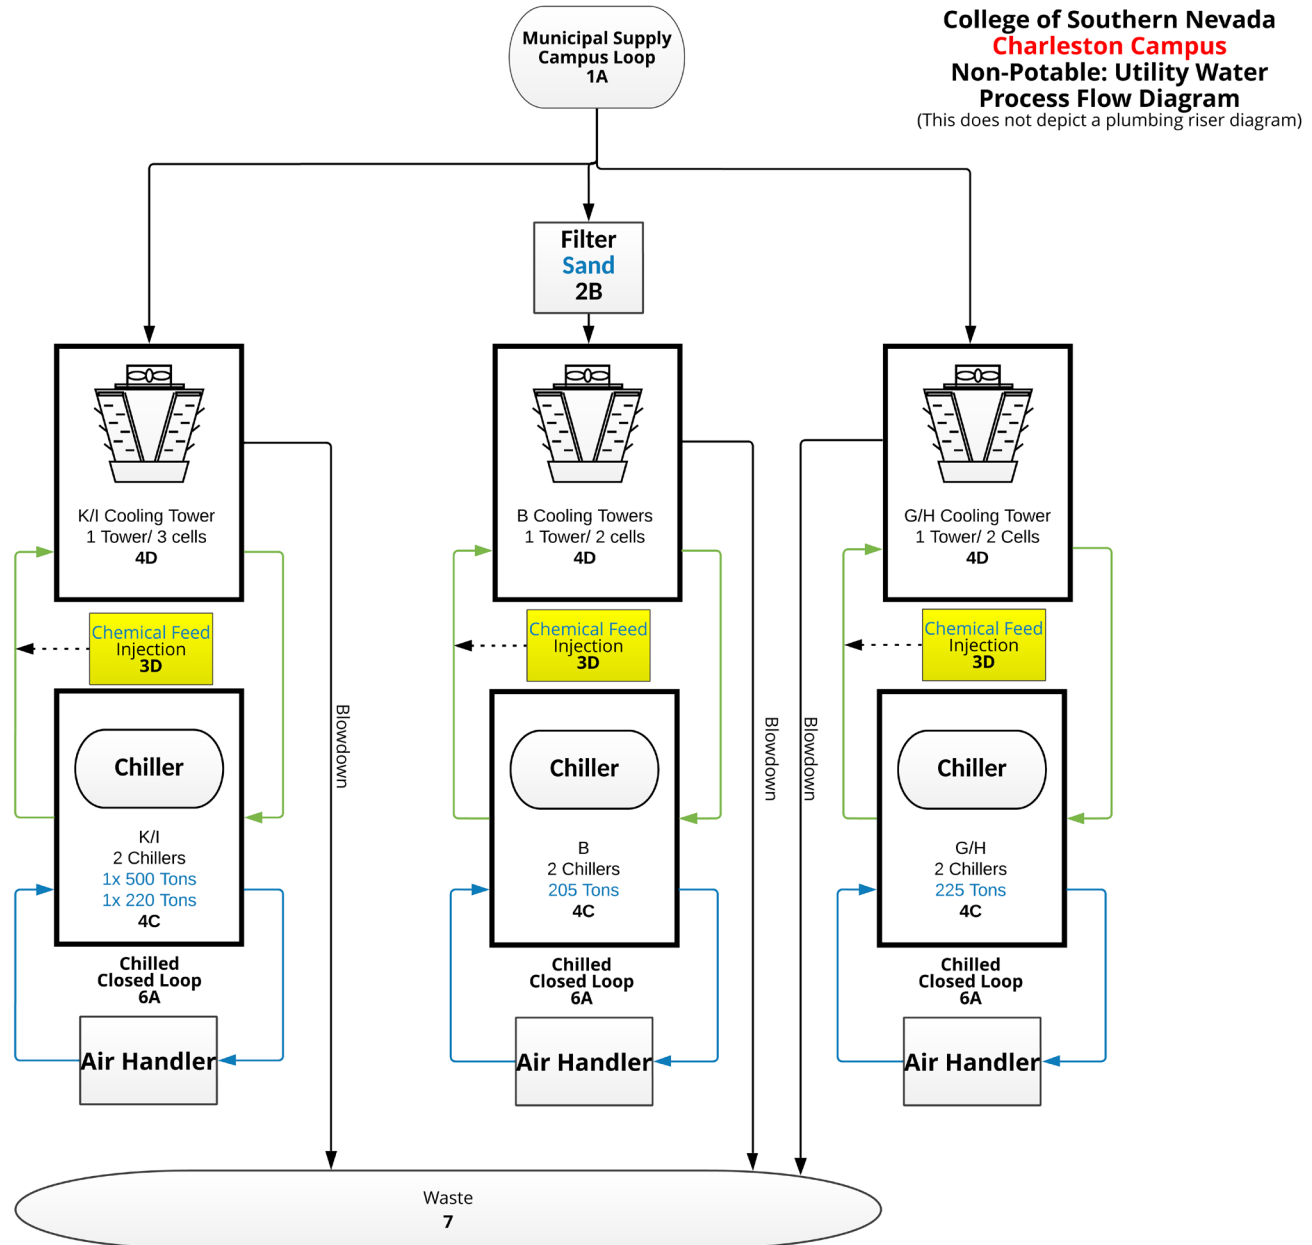 Municipal Supply
Campus Loop
1A
College of Southern Nevada
Charleston Campus
Non-Potable: Utility Water
Process Flow Diagram
(This does not depict a plumbing riser diagram)
Filter
Sand
2B
K/I Cooling Tower
1 Tower/ 3 cells
4D
B Cooling Towers
1 Tower/ 2 cells
4D
G/H Cooling Tower
1 Tower/ 2 Cells
4D
Chemical Feed
Injection
3D
Chemical Feed
Injection
3D
Chemical Feed
Injection
3D
Blowdown
Blowdown
Blowdown
Chiller
K/I
2 Chillers
1x 500 Tons
1x 220 Tons
4C
Chiller
B
2 Chillers
205 Tons
4C
Chiller
G/H
2 Chillers
225 Tons
4C
Chilled
Closed Loop
6A
Chilled
Closed Loop
6A
Chilled
Closed Loop
6A
Air Handler
Air Handler
Air Handler
Waste
7